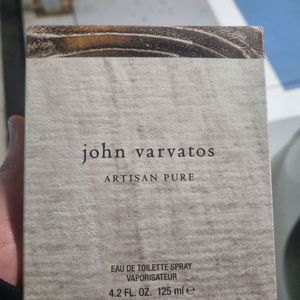 john varvatos
ARTISAN PURE
EAU DE TOILETTE SPRAY
VAPORISATEUR
4.2 FL. OZ. 125 ml ℮